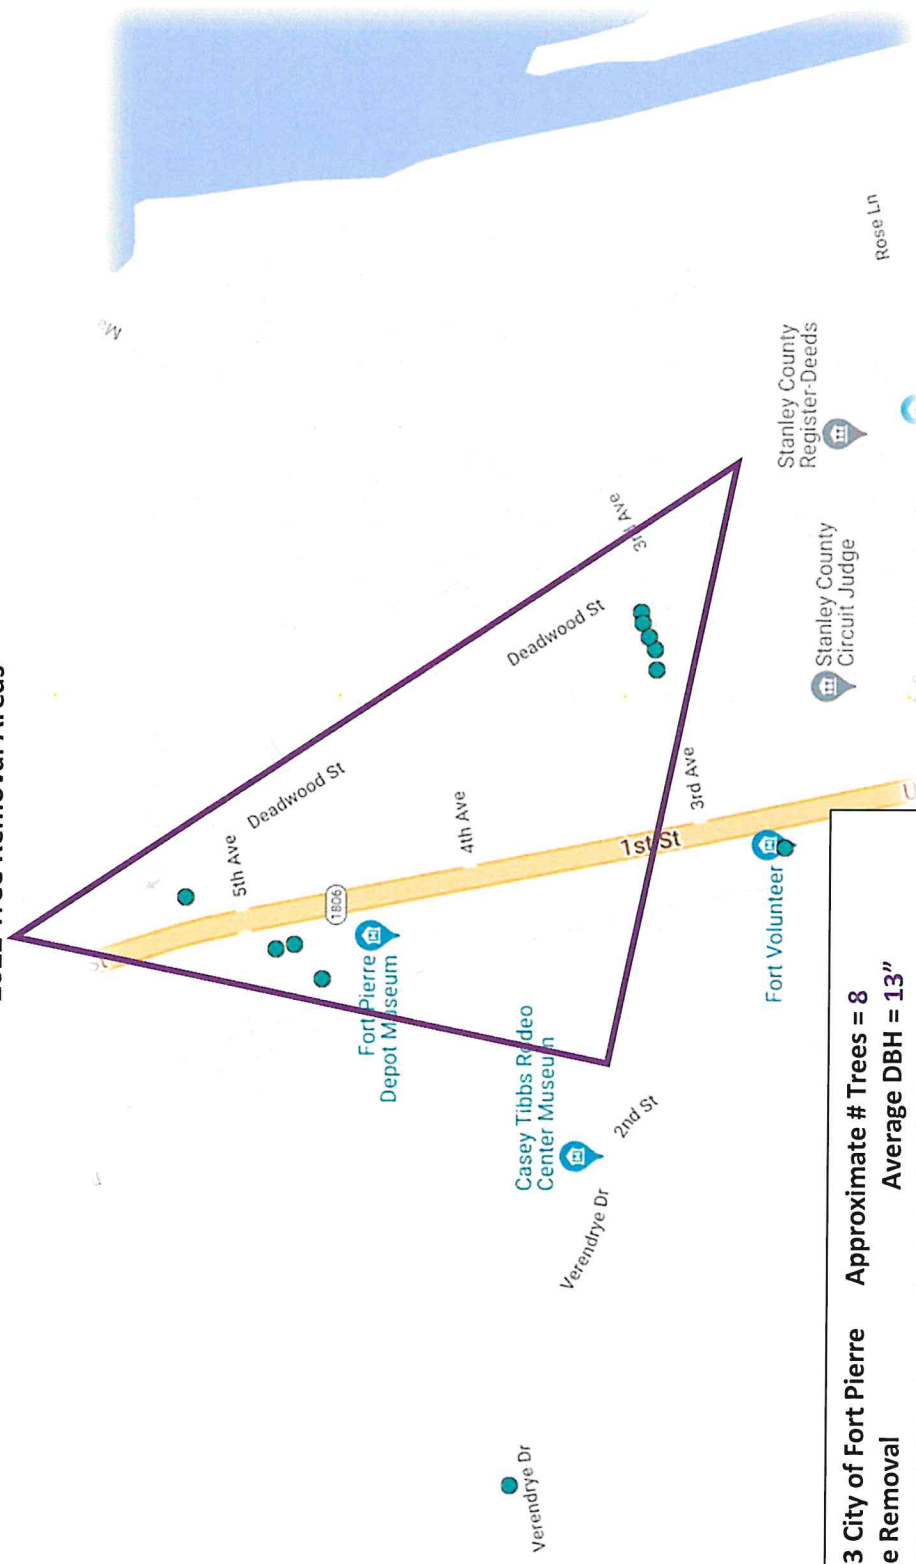 Tree Removal Areas
5th Ave
Deadwood St
1806
Fort Pierre
Depot Museum
4th Ave
Deadwood St
3rd Ave
Casey Tibbs Rodeo
Center Museum
Verendrye Dr
Verendrye Dr
2nd St
1st St
3rd Ave
Fort Volunteer
Stanley County
Register-Deeds
Stanley County
Circuit Judge
Rose Ln
3 City of Fort Pierre Approximate # Trees = 8
e Removal Average DBH = 13”